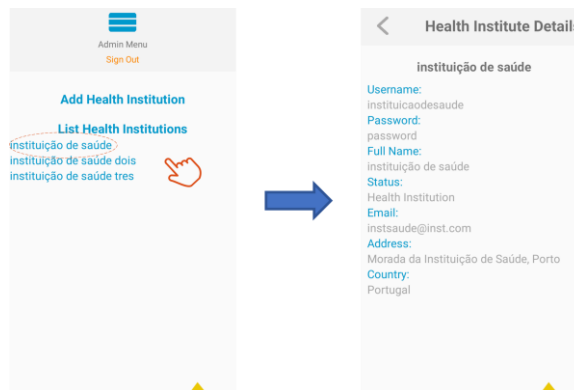 Admin Menu
Sign Out
Add Health Institution
List Health Institutions
instituição de saúde
instituição de saúde dois
instituição de saúde tres
Health Institute Details
instituição de saúde
Username:
instituicaodesaude
Password:
password
Full Name:
instituição de saúde
Status:
Health Institution
Email:
instsaude@inst.com
Address:
Morada da Instituição de Saúde, Porto
Country:
Portugal